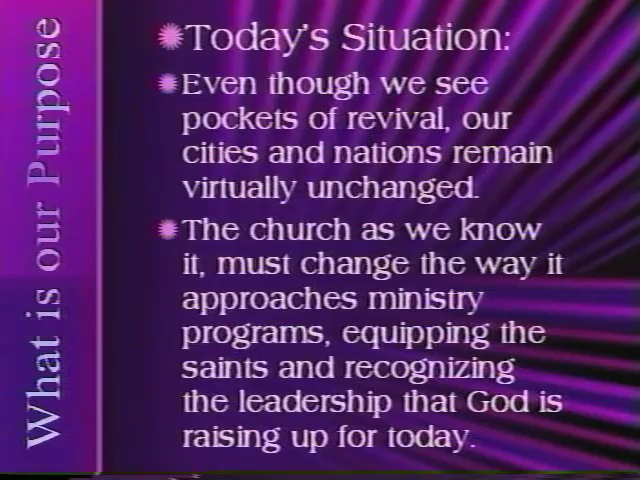 What is our Purpose
Today's Situation:
Even though we see
pockets of revival, our
cities and nations remain
virtually unchanged.
The church as we know
it, must change the way it
approaches ministry
programs, equipping the
saints and recognizing
the leadership that God is
raising up for today.